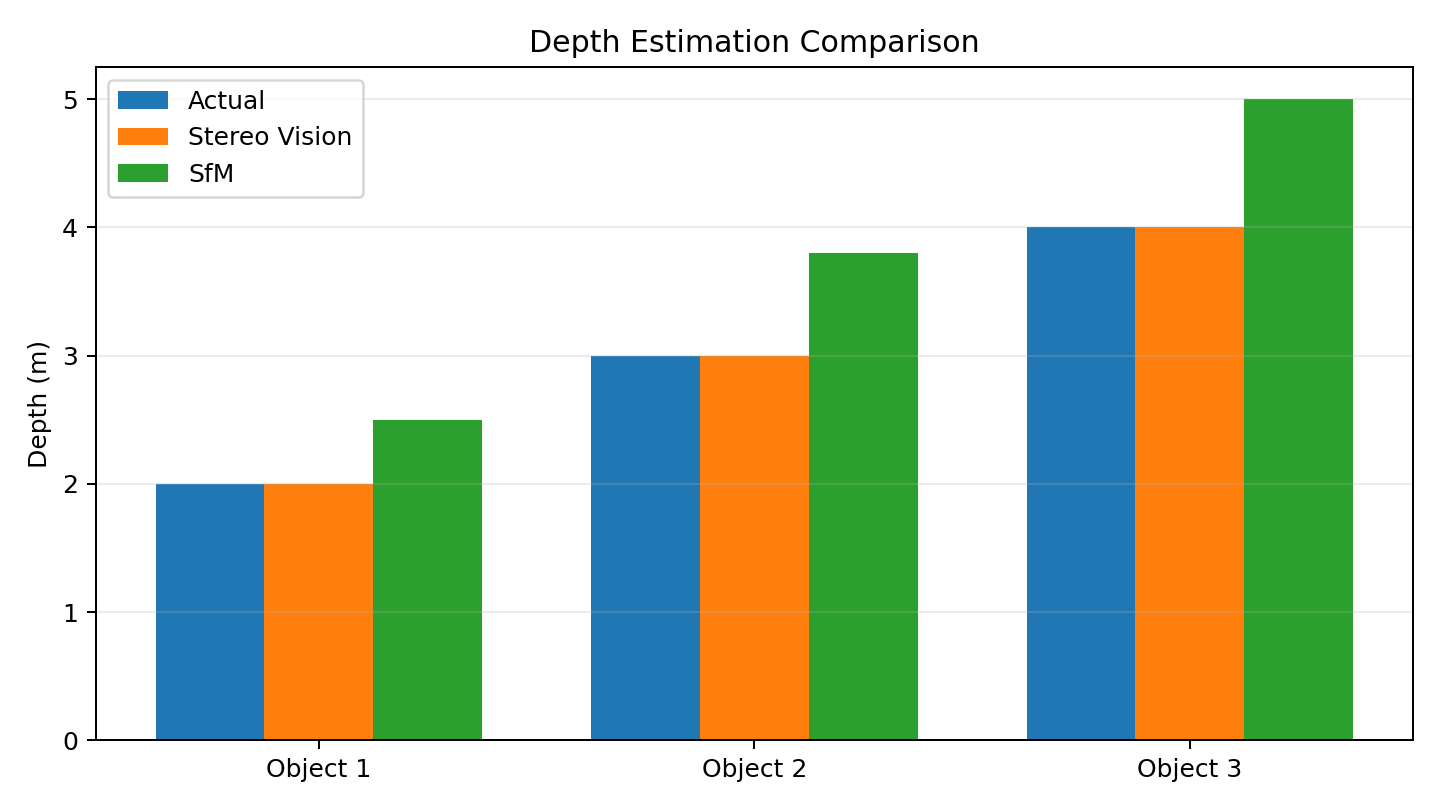 Depth Estimation Comparison
Actual
Stereo Vision
SfM
Depth (m)
5
4
3
2
1
0
Object 1
Object 2
Object 3